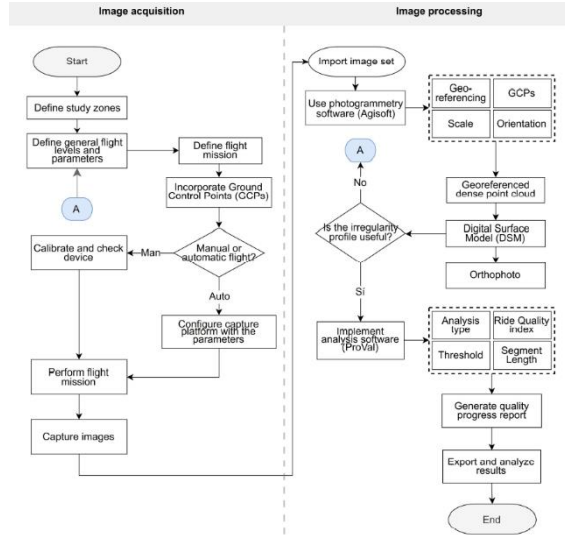 Image acquisition
Start
Define study zones
Define general flight
levels and parameters
A
Define flight
mission
Incorporate Ground
Control Points (GCPs)
Manual or
automatic flight?
Man
Calibrate and check
device
Auto
Configure capture
platform with the
parameters
Perform flight
mission
Capture images
Image processing
Import image set
Use photogrammetry
software (Agisoft)
Geo-
referencing
GCPs
Scale
Orientation
Georeferenced
dense point cloud
Digital Surface
Model (DSM)
Orthophoto
Is the irregularity
profile useful?
No
A
Sí
Implement
analysis software
(ProVal)
Analysis
type
Ride Quality
index
Threshold
Segment
Length
Generate quality
progress report
Export and analyze
results
End